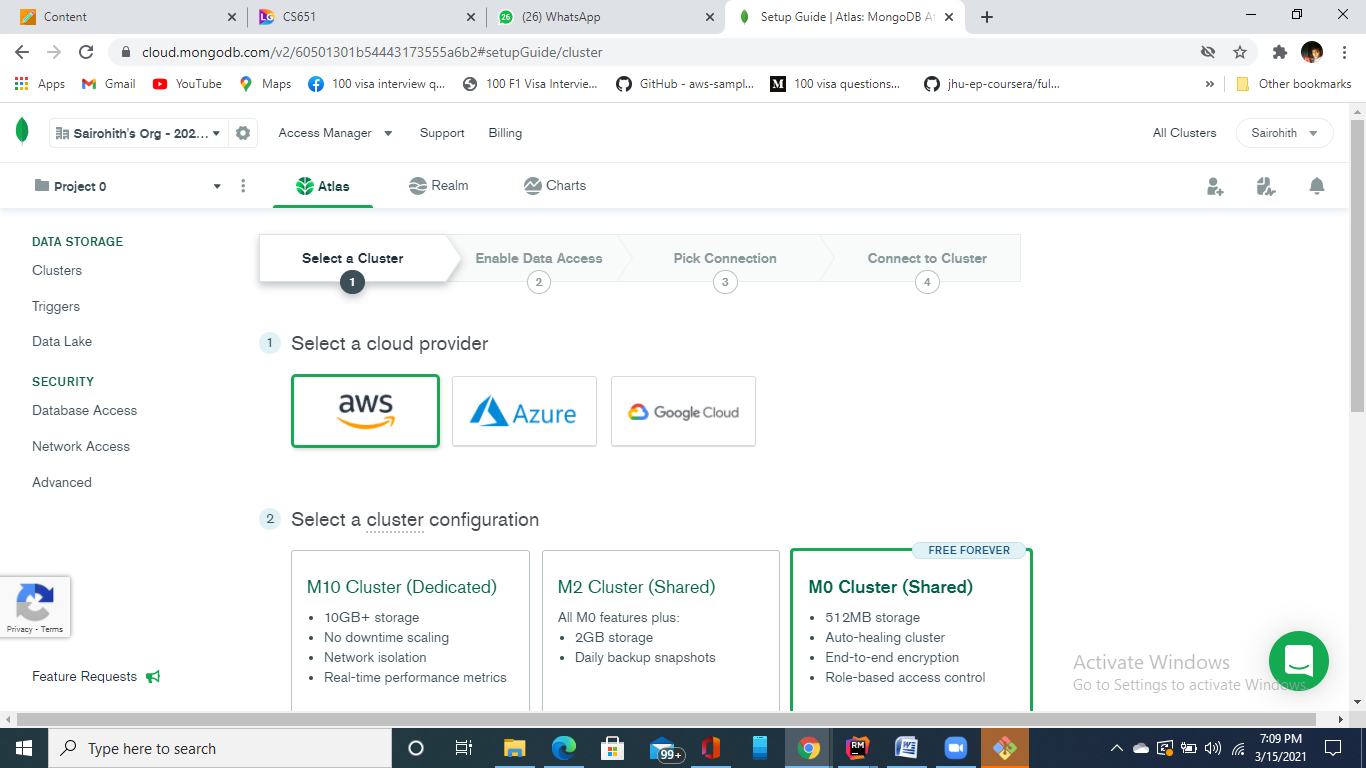 Content
CS651
(26) WhatsApp
Setup Guide | Atlas: MongoDB
cloud.mongodb.com/v2/60501301b54443173555a6b2#setupGuide/cluster
Apps
Gmail
YouTube
Maps
100 visa interview q...
100 F1 Visa Intervie...
GitHub - aws-sampl...
100 visa questions...
jhu-ep-coursera/ful...
»
Other bookmarks
Sairohith's Org - 202...
Access Manager
Support
Billing
All Clusters
Sairohith
Project 0
Atlas
Realm
Charts
DATA STORAGE
Clusters
Triggers
Data Lake
SECURITY
Database Access
Network Access
Advanced
Privacy - Terms
Feature Requests
Select a Cluster
1
Enable Data Access
2
Pick Connection
3
Connect to Cluster
4
1 Select a cloud provider
aws
Azure
Google Cloud
2 Select a cluster configuration
M10 Cluster (Dedicated)
• 10GB+ storage
• No downtime scaling
• Network isolation
• Real-time performance metrics
M2 Cluster (Shared)
All M0 features plus:
• 2GB storage
• Daily backup snapshots
FREE FOREVER
M0 Cluster (Shared)
• 512MB storage
• Auto-healing cluster
• End-to-end encryption
• Role-based access control
Activate Windows
Go to Settings to activate Windows.
Type here to search
99+
RM
7:09 PM
3/15/2021